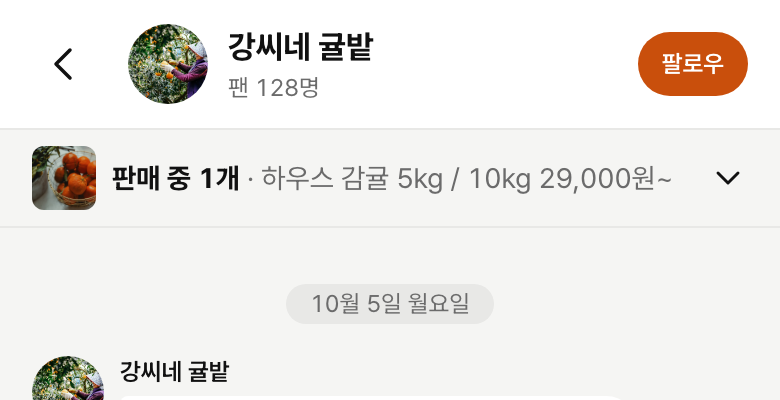 강씨네 귤밭
팬 128명
팔로우
판매 중 1개 · 하우스 감귤 5kg / 10kg 29,000원~
10월 5일 월요일
강씨네 귤밭